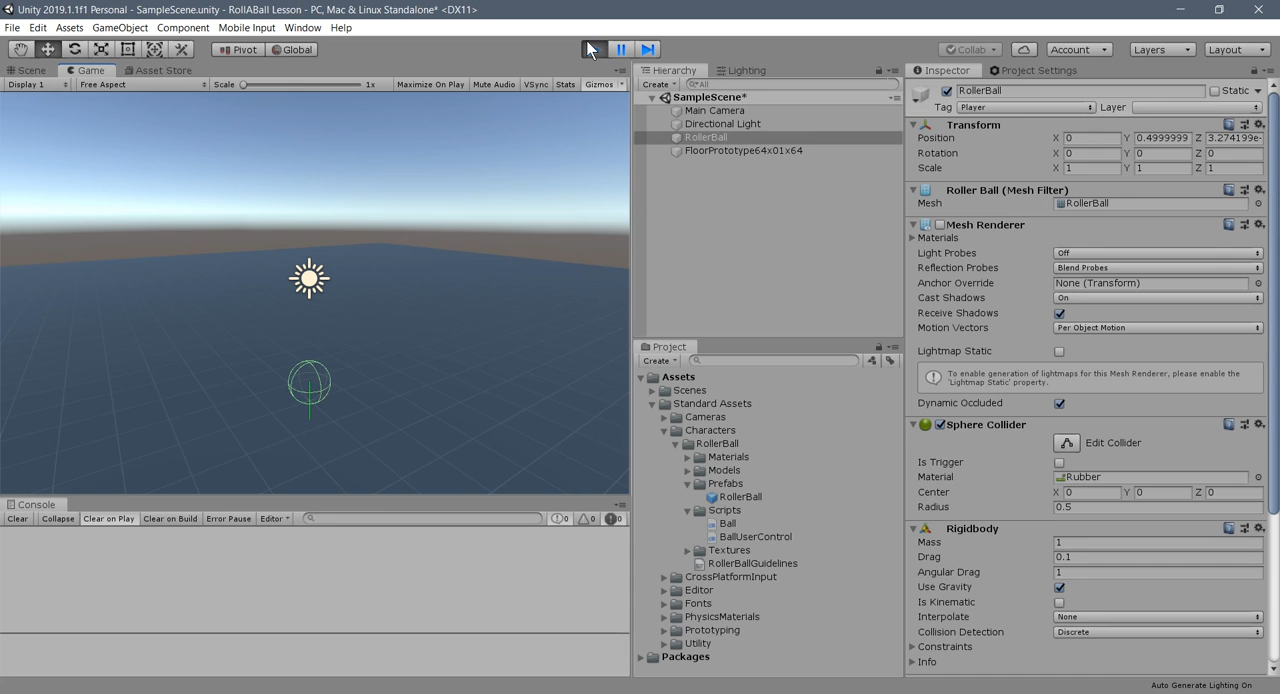 Unity 2019.1.1f1 Personal - SampleScene.unity - RollABall Lesson - PC, Mac & Linux Standalone* <DX11>
File Edit Assets GameObject Component Mobile Input Window Help
Pivot Global Collab Account Layers Layout
Scene Game Asset Store
Display 1 Free Aspect Scale 1x Maximize On Play Mute Audio VSync Stats Gizmos
Hierarchy Lighting
Create All
SampleScene*
Main Camera
Directional Light
RollerBall
FloorPrototype64x01x64
Project
Create
Assets
Scenes
Standard Assets
Cameras
Characters
RollerBall
Materials
Models
Prefabs
RollerBall
Scripts
Ball
BallUserControl
Textures
RollerBallGuidelines
CrossPlatformInput
Editor
Fonts
PhysicsMaterials
Prototyping
Utility
Packages
Console
Clear Collapse Clear on Play Clear on Build Error Pause Editor 0 0 0
Inspector Project Settings
RollerBall Static
Tag Player Layer
Transform
Position X 0 Y 0.4999999 Z 3.274199e-
Rotation X 0 Y 0 Z 0
Scale X 1 Y 1 Z 1
Roller Ball (Mesh Filter)
Mesh RollerBall
Mesh Renderer
Materials
Light Probes Off
Reflection Probes Blend Probes
Anchor Override None (Transform)
Cast Shadows On
Receive Shadows
Motion Vectors Per Object Motion
Lightmap Static
To enable generation of lightmaps for this Mesh Renderer, please enable the
'Lightmap Static' property.
Dynamic Occluded
Sphere Collider
Edit Collider
Is Trigger
Material Rubber
Center X 0 Y 0 Z 0
Radius 0.5
Rigidbody
Mass 1
Drag 0.1
Angular Drag 1
Use Gravity
Is Kinematic
Interpolate None
Collision Detection Discrete
Constraints
Info
Auto Generate Lighting On